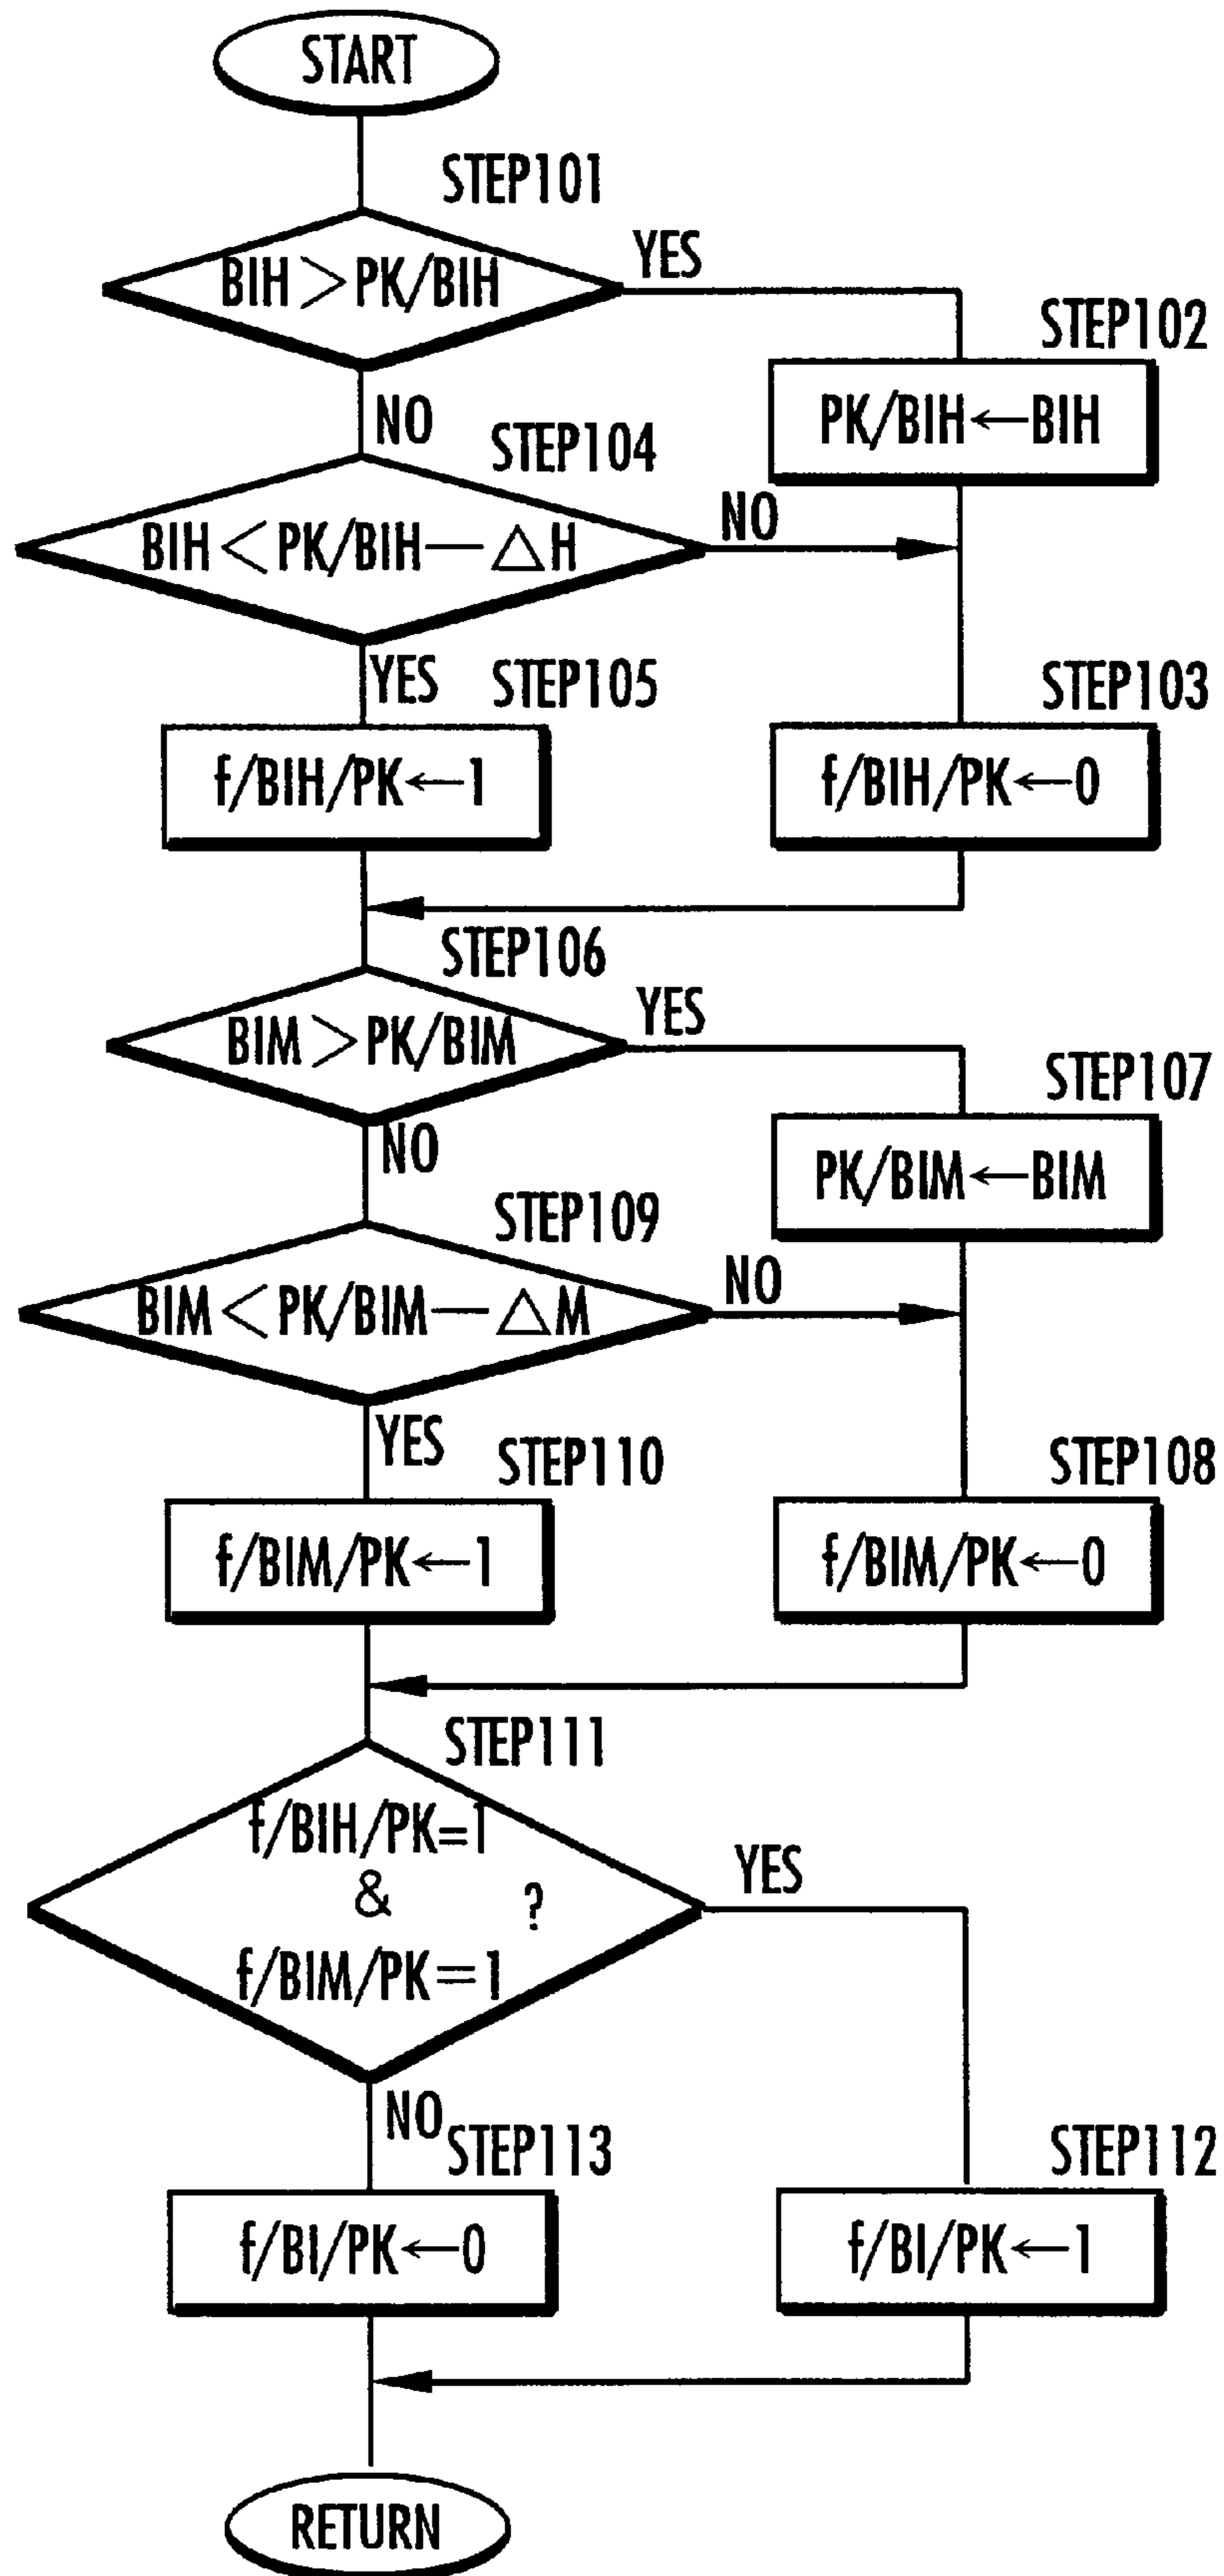 START
STEP101
BIH>PK/BIH
YES
STEP102
PK/BIH←BIH
NO
STEP104
BIH<PK/BIH—△H
NO
YES
STEP105
STEP103
f/BIH/PK←1
f/BIH/PK←0
STEP106
BIM>PK/BIM
YES
STEP107
PK/BIM←BIM
NO
STEP109
BIM<PK/BIM—△M
NO
YES
STEP110
STEP108
f/BIM/PK←1
f/BIM/PK←0
STEP111
f/BIH/PK=1
& ?
f/BIM/PK=1
YES
NO
STEP113
STEP112
f/BI/PK←0
f/BI/PK←1
RETURN